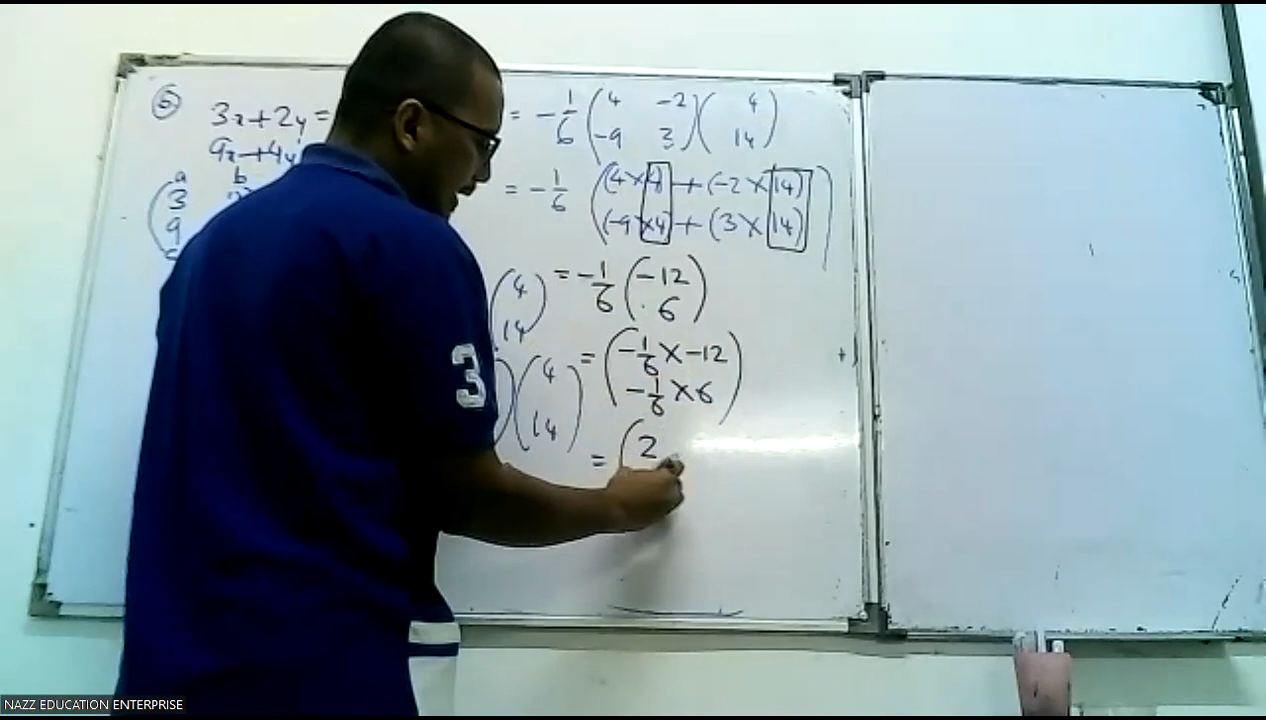 ⑥ 3x+2y =
9x+4y
a b
3
9
= -1/6 (4 -2) (4)
(-9 3) (14)
= -1/6 ((4×4) + (-2×14))
((-9×4) + (3×14))
(4) = -1/6 (-12)
(14) (6)
(4) = (-1/6 × -12)
(14) (-1/6 × 6)
= (2
3
NAZZ EDUCATION ENTERPRISE